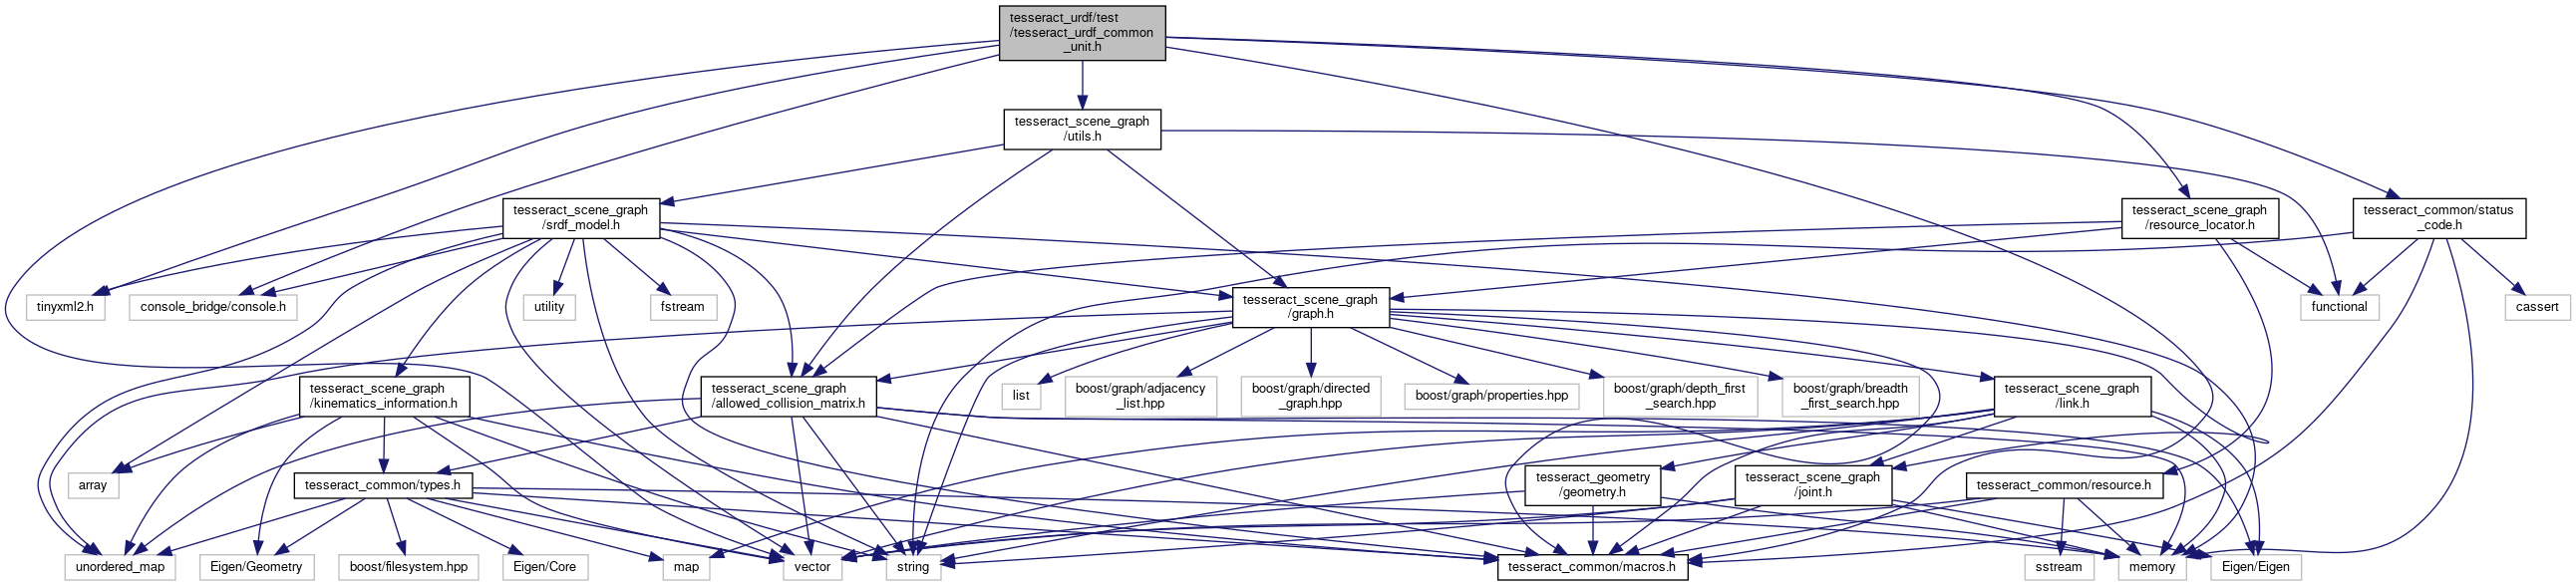 tesseract_urdf/test
/tesseract_urdf_common
_unit.h
tesseract_scene_graph
/utils.h
tesseract_scene_graph
/srdf_model.h
tesseract_scene_graph
/resource_locator.h
tesseract_common/status
_code.h
tinyxml2.h
console_bridge/console.h
utility
fstream
tesseract_scene_graph
/graph.h
functional
cassert
tesseract_scene_graph
/kinematics_information.h
tesseract_scene_graph
/allowed_collision_matrix.h
list
boost/graph/adjacency
_list.hpp
boost/graph/directed
_graph.hpp
boost/graph/properties.hpp
boost/graph/depth_first
_search.hpp
boost/graph/breadth
_first_search.hpp
tesseract_scene_graph
/link.h
array
tesseract_common/types.h
tesseract_geometry
/geometry.h
tesseract_scene_graph
/joint.h
tesseract_common/resource.h
unordered_map
Eigen/Geometry
boost/filesystem.hpp
Eigen/Core
map
vector
string
tesseract_common/macros.h
sstream
memory
Eigen/Eigen